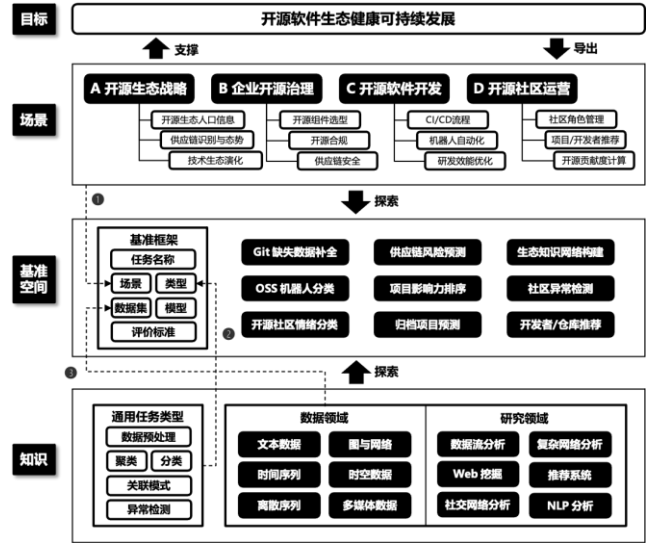 目标
开源软件生态健康可持续发展
支撑
导出
场景
A 开源生态战略
B 企业开源治理
C 开源软件开发
D 开源社区运营
开源生态人口信息
供应链识别与态势
技术生态演化
开源组件选型
开源合规
供应链安全
CI/CD流程
机器人自动化
研发效能优化
社区角色管理
项目/开发者推荐
开源贡献度计算
❶
探索
基准
空间
基准框架
任务名称
场景
类型
数据集
模型
评价标准
Git 缺失数据补全
供应链风险预测
生态知识网络构建
OSS 机器人分类
项目影响力排序
社区异常检测
开源社区情绪分类
归档项目预测
开发者/仓库推荐
❷
❸
探索
知识
通用任务类型
数据预处理
聚类
分类
关联模式
异常检测
数据领域
文本数据
图与网络
时间序列
时空数据
离散序列
多媒体数据
研究领域
数据流分析
复杂网络分析
Web 挖掘
推荐系统
社交网络分析
NLP 分析